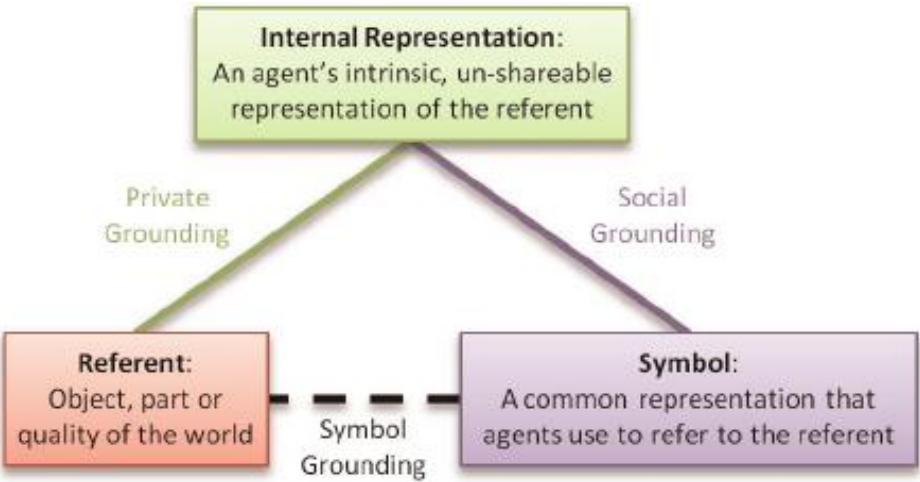 Internal Representation:
An agent's intrinsic, un-shareable
representation of the referent
Private
Grounding
Social
Grounding
Referent:
Object, part or
quality of the world
Symbol
Grounding
Symbol:
A common representation that
agents use to refer to the referent